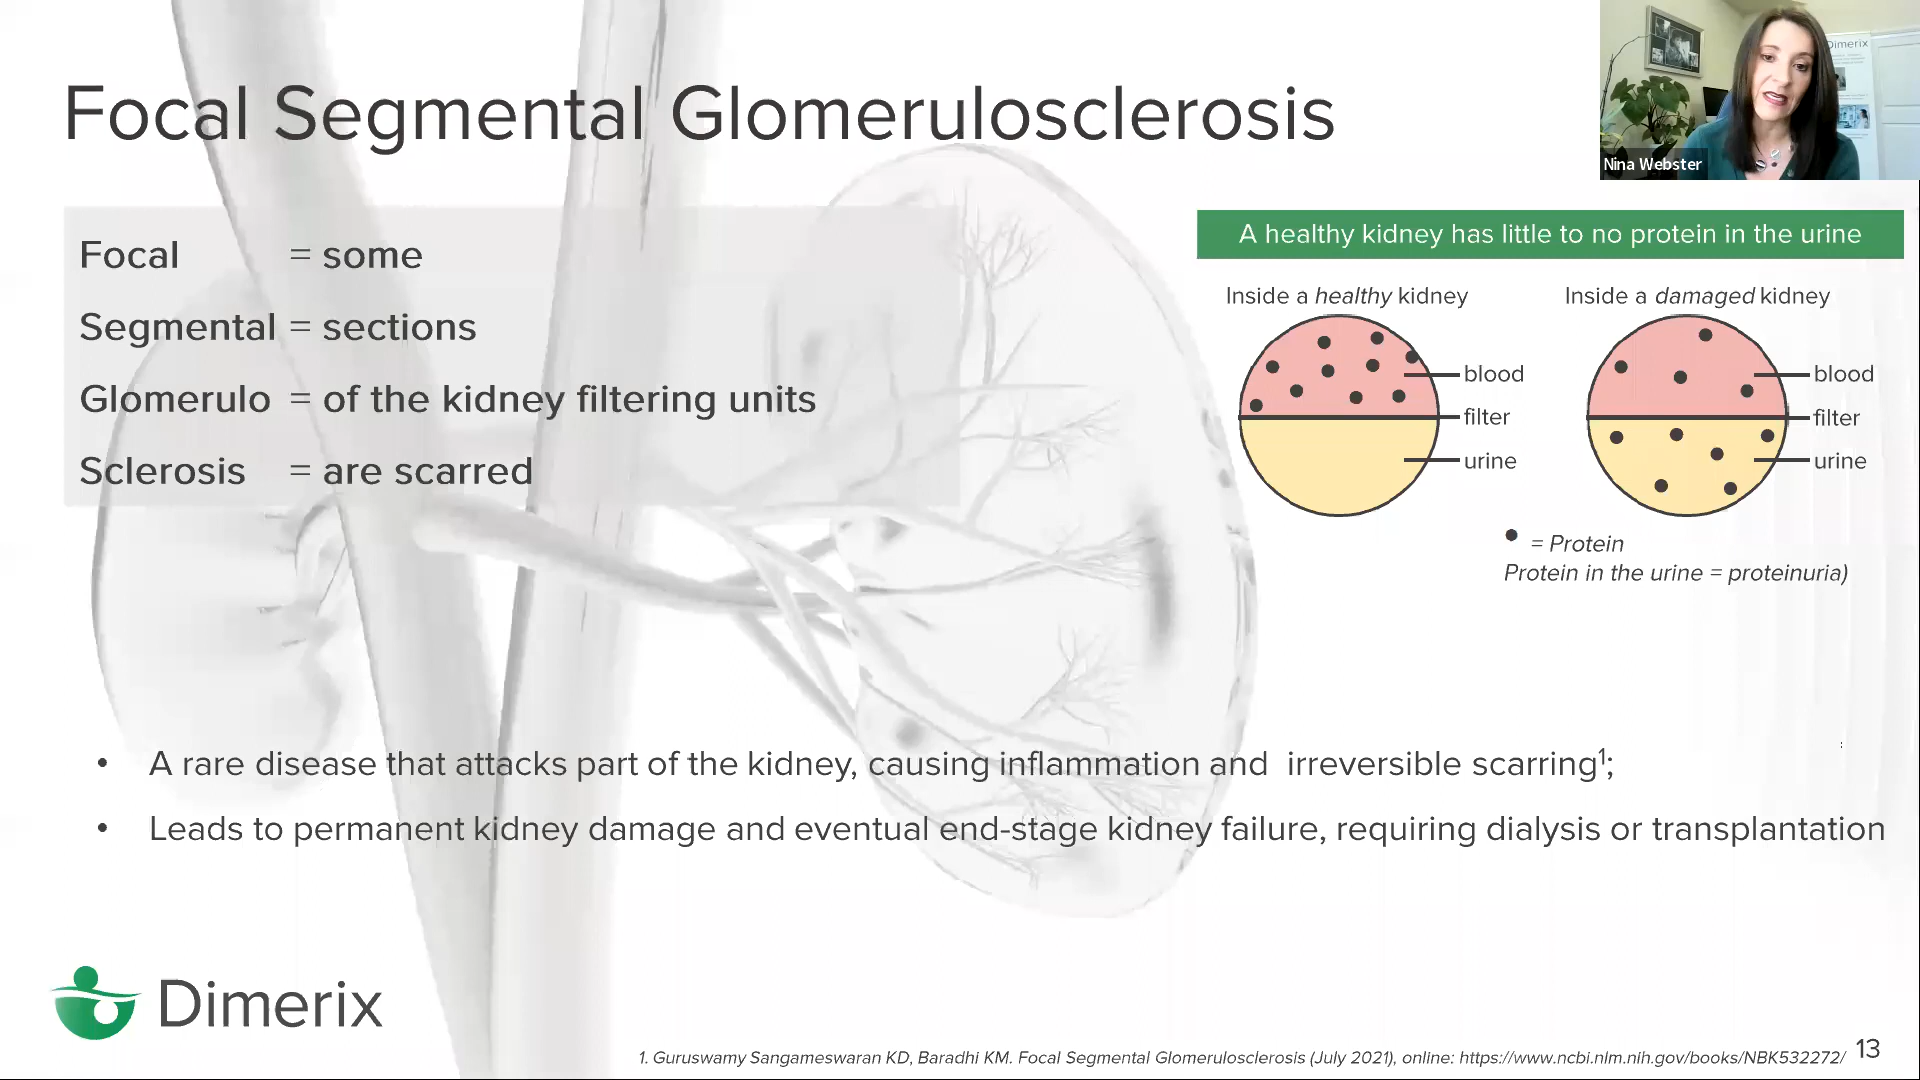 Focal Segmental Glomerulosclerosis
Dimerix
Nina Webster
Focal = some
Segmental = sections
Glomerulo = of the kidney filtering units
Sclerosis = are scarred
A healthy kidney has little to no protein in the urine
Inside a healthy kidney
blood
filter
urine
Inside a damaged kidney
blood
filter
urine
= Protein
Protein in the urine = proteinuria)
• A rare disease that attacks part of the kidney, causing inflammation and irreversible scarring¹;
• Leads to permanent kidney damage and eventual end-stage kidney failure, requiring dialysis or transplantation
Dimerix
1. Guruswamy Sangameswaran KD, Baradhi KM. Focal Segmental Glomerulosclerosis (July 2021), online: https://www.ncbi.nlm.nih.gov/books/NBK532272/
13